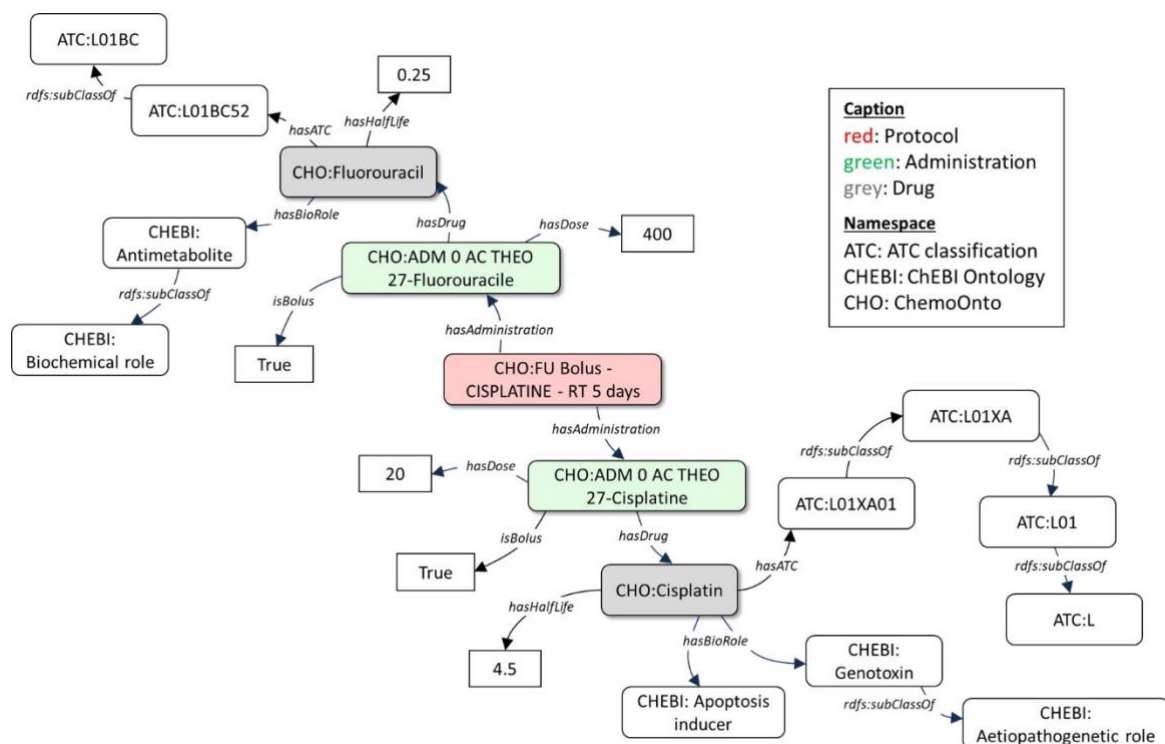 ATC:L01BC
rdfs:subClassOf
ATC:L01BC52
hasATC
0.25
hasHalfLife
CHO:Fluorouracil
hasBioRole
CHEBI:
Antimetabolite
rdfs:subClassOf
CHEBI:
Biochemical role
hasDrug
hasDose
400
CHO:ADM 0 AC THEO
27-Fluorouracile
isBolus
True
hasAdministration
CHO:FU Bolus -
CISPLATINE - RT 5 days
hasAdministration
20
hasDose
CHO:ADM 0 AC THEO
27-Cisplatine
isBolus
True
hasDrug
CHO:Cisplatin
hasHalfLife
4.5
hasATC
ATC:L01XA01
rdfs:subClassOf
ATC:L01XA
rdfs:subClassOf
ATC:L01
rdfs:subClassOf
ATC:L
hasBioRole
CHEBI: Apoptosis
inducer
CHEBI:
Genotoxin
rdfs:subClassOf
CHEBI:
Aetiopathogenetic role
Caption
red: Protocol
green: Administration
grey: Drug
Namespace
ATC: ATC classification
CHEBI: ChEBI Ontology
CHO: ChemoOnto